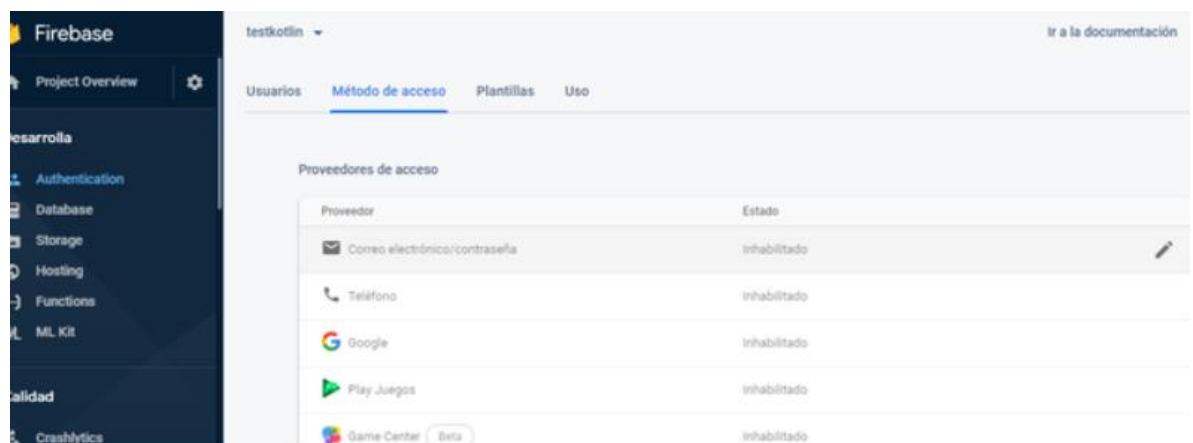 Firebase
testkotlin
Ir a la documentación
Project Overview
Usuarios Método de acceso Plantillas Uso
esarrolla
Proveedores de acceso
Authentication
Database
Proveedor Estado
Storage
Correo electrónico/contraseña Inhabilitado
Hosting
Functions
Teléfono Inhabilitado
ML Kit
Google Inhabilitado
Play Juegos Inhabilitado
alidad
Crashlytics
Game Center Beta Inhabilitado